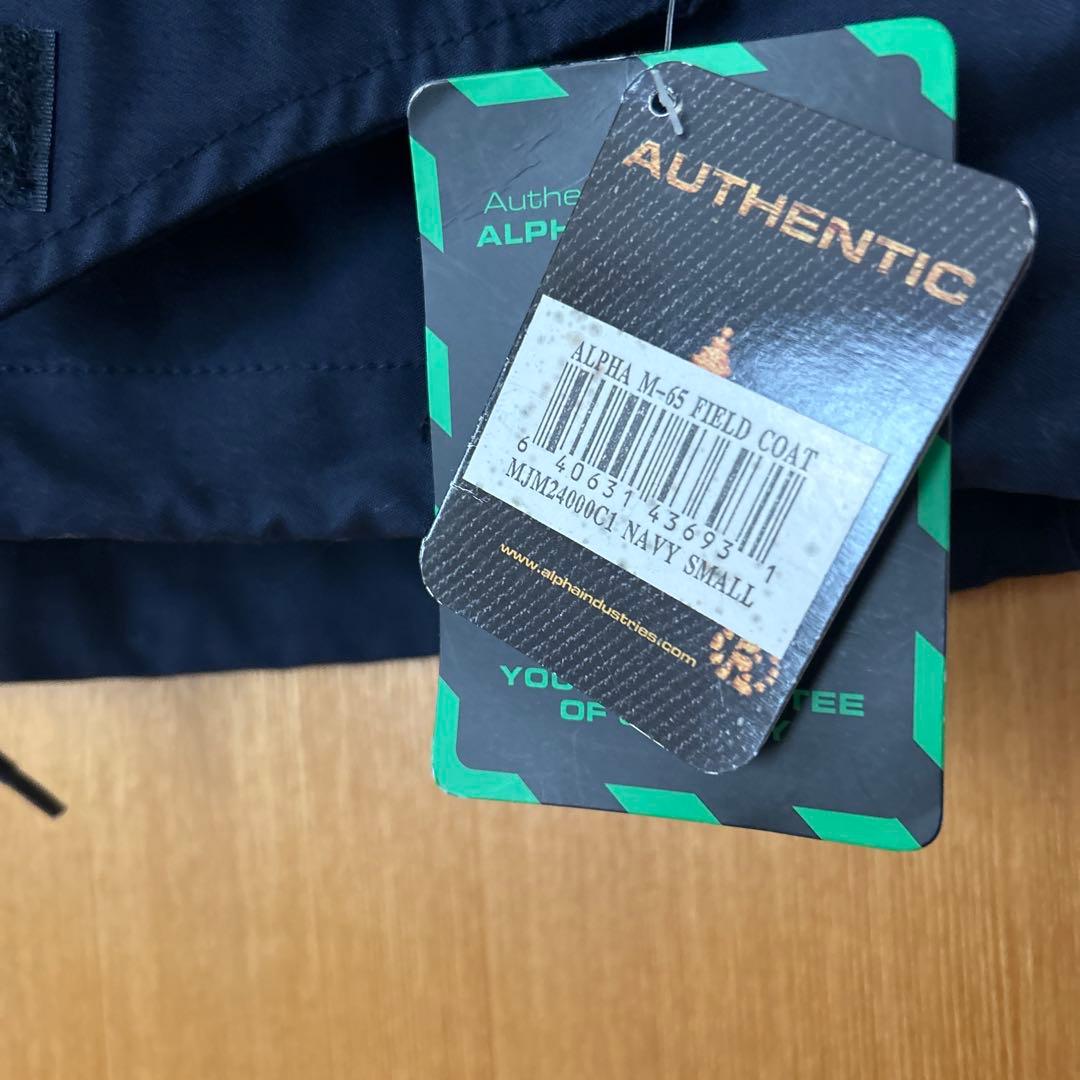 AUTHENTIC
ALPHA M-65 FIELD COAT
6 40631 43693 1
MJM24000C1 NAVY SMALL
www.alphaindustries.com
Authe
ALPH
YOU TEE
OF